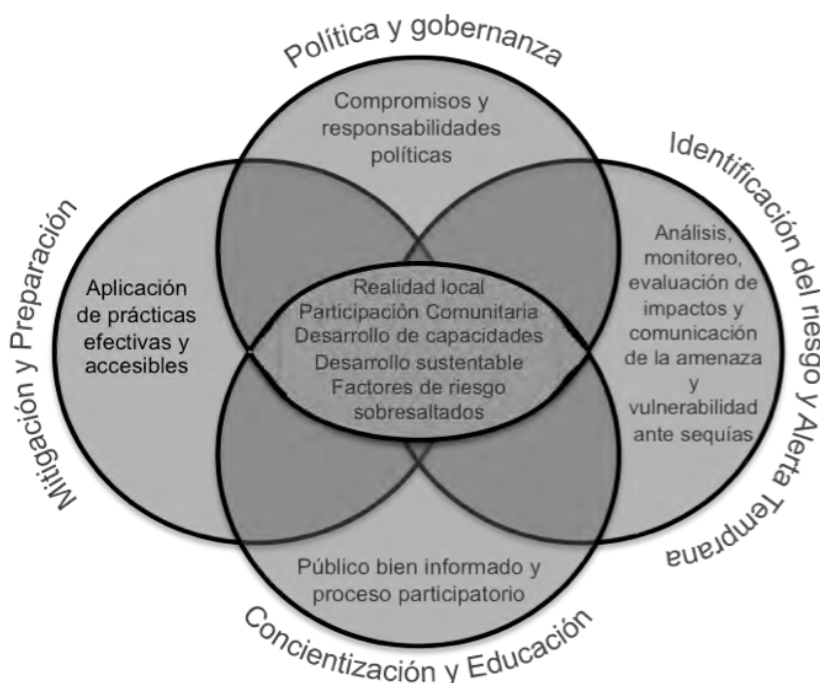 Política y gobernanza
Compromisos y
responsabilidades
políticas
Mitigación y Preparación
Aplicación
de prácticas
efectivas y
accesibles
Realidad local
Participación Comunitaria
Desarrollo de capacidades
Desarrollo sustentable
Factores de riesgo
sobresaltados
Identificación del riesgo y Alerta Temprana
Análisis,
monitoreo,
evaluación de
impactos y
comunicación
de la amenaza
y
vulnerabilidad
ante sequías
Público bien informado y
proceso participatorio
Concientización y Educación